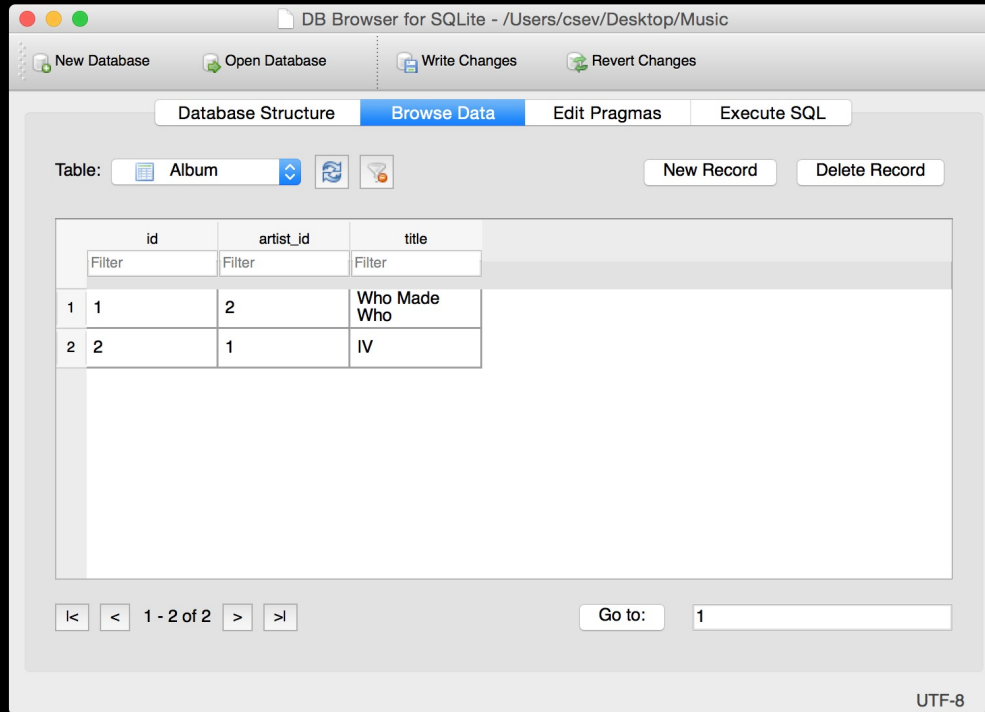 DB Browser for SQLite - /Users/csev/Desktop/Music
New Database Open Database Write Changes Revert Changes
Database Structure Browse Data Edit Pragmas Execute SQL
Table: Album New Record Delete Record
id artist_id title
Filter Filter Filter
1 1 2 Who Made
Who
2 2 1 IV
|< < 1 - 2 of 2 > >| Go to: 1
UTF-8